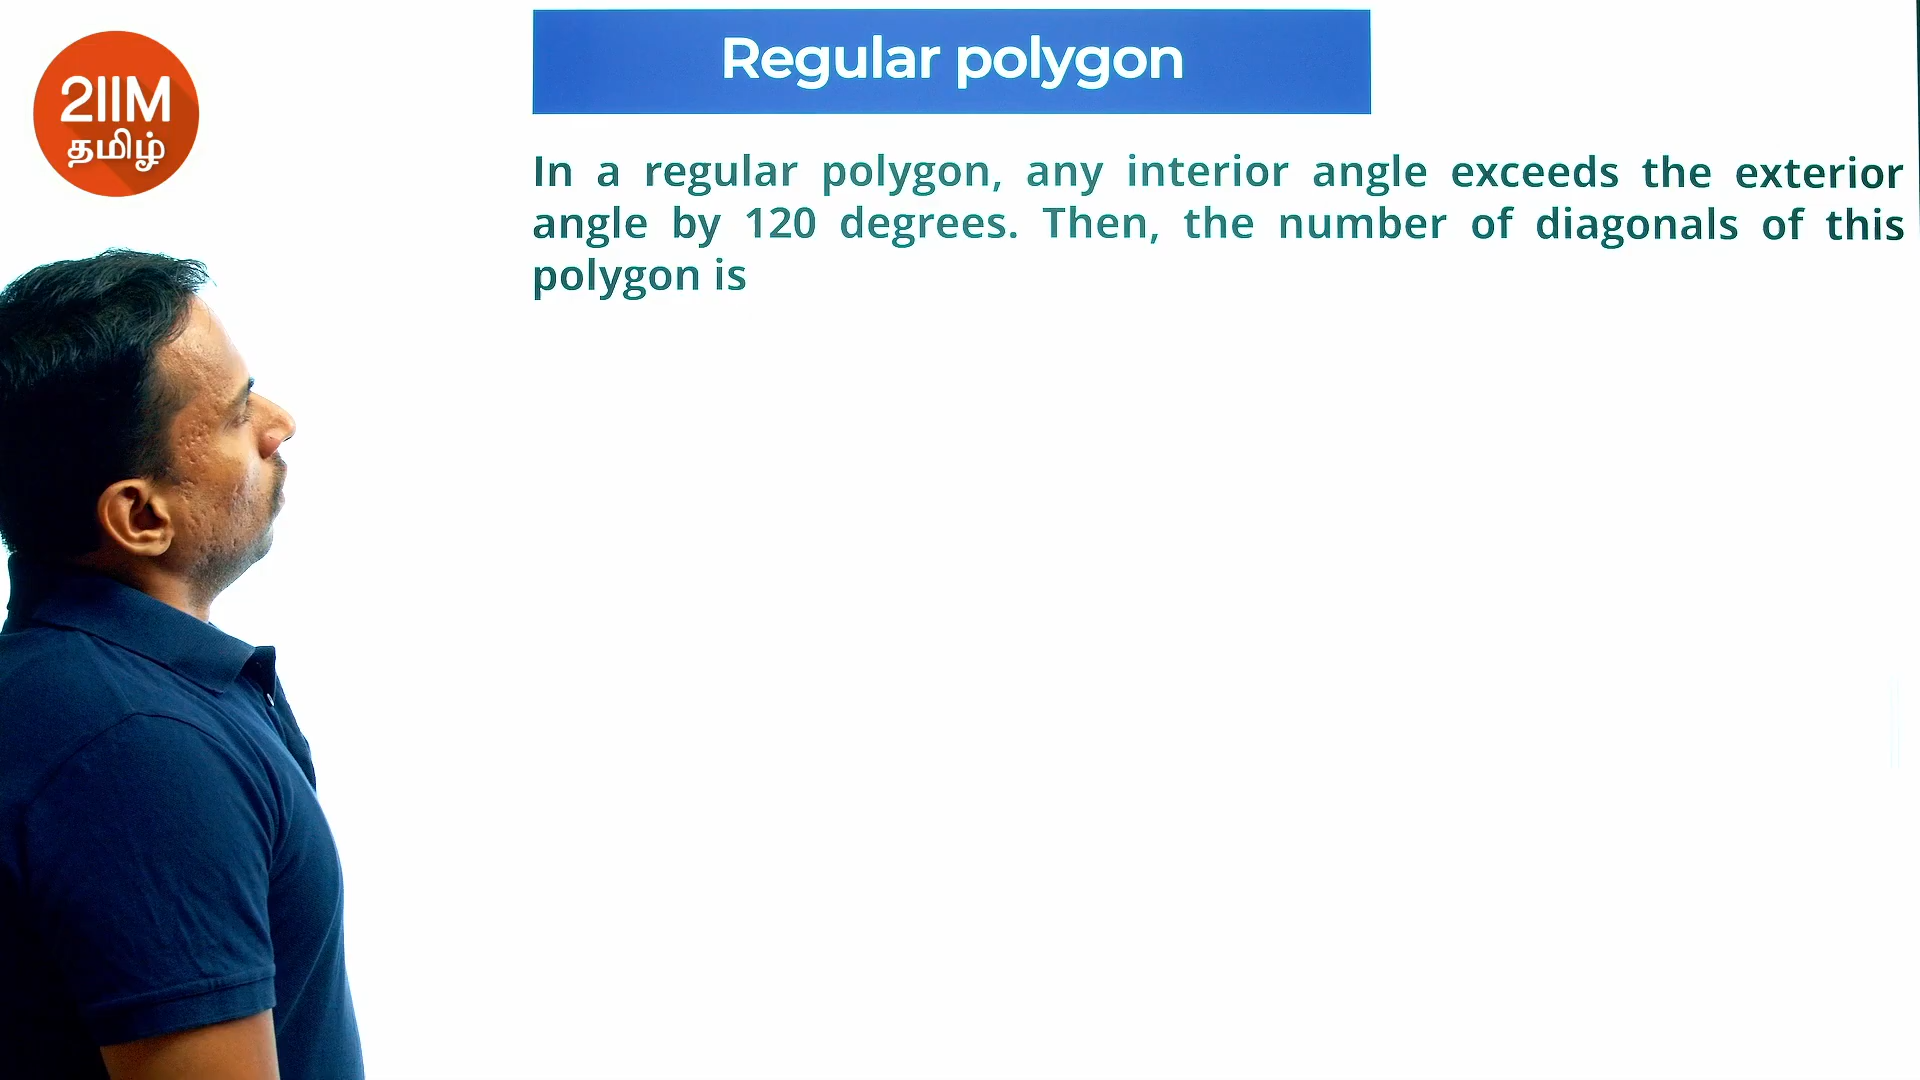 2IIM
தமிழ்
Regular polygon
In a regular polygon, any interior angle exceeds the exterior
angle by 120 degrees. Then, the number of diagonals of this
polygon is